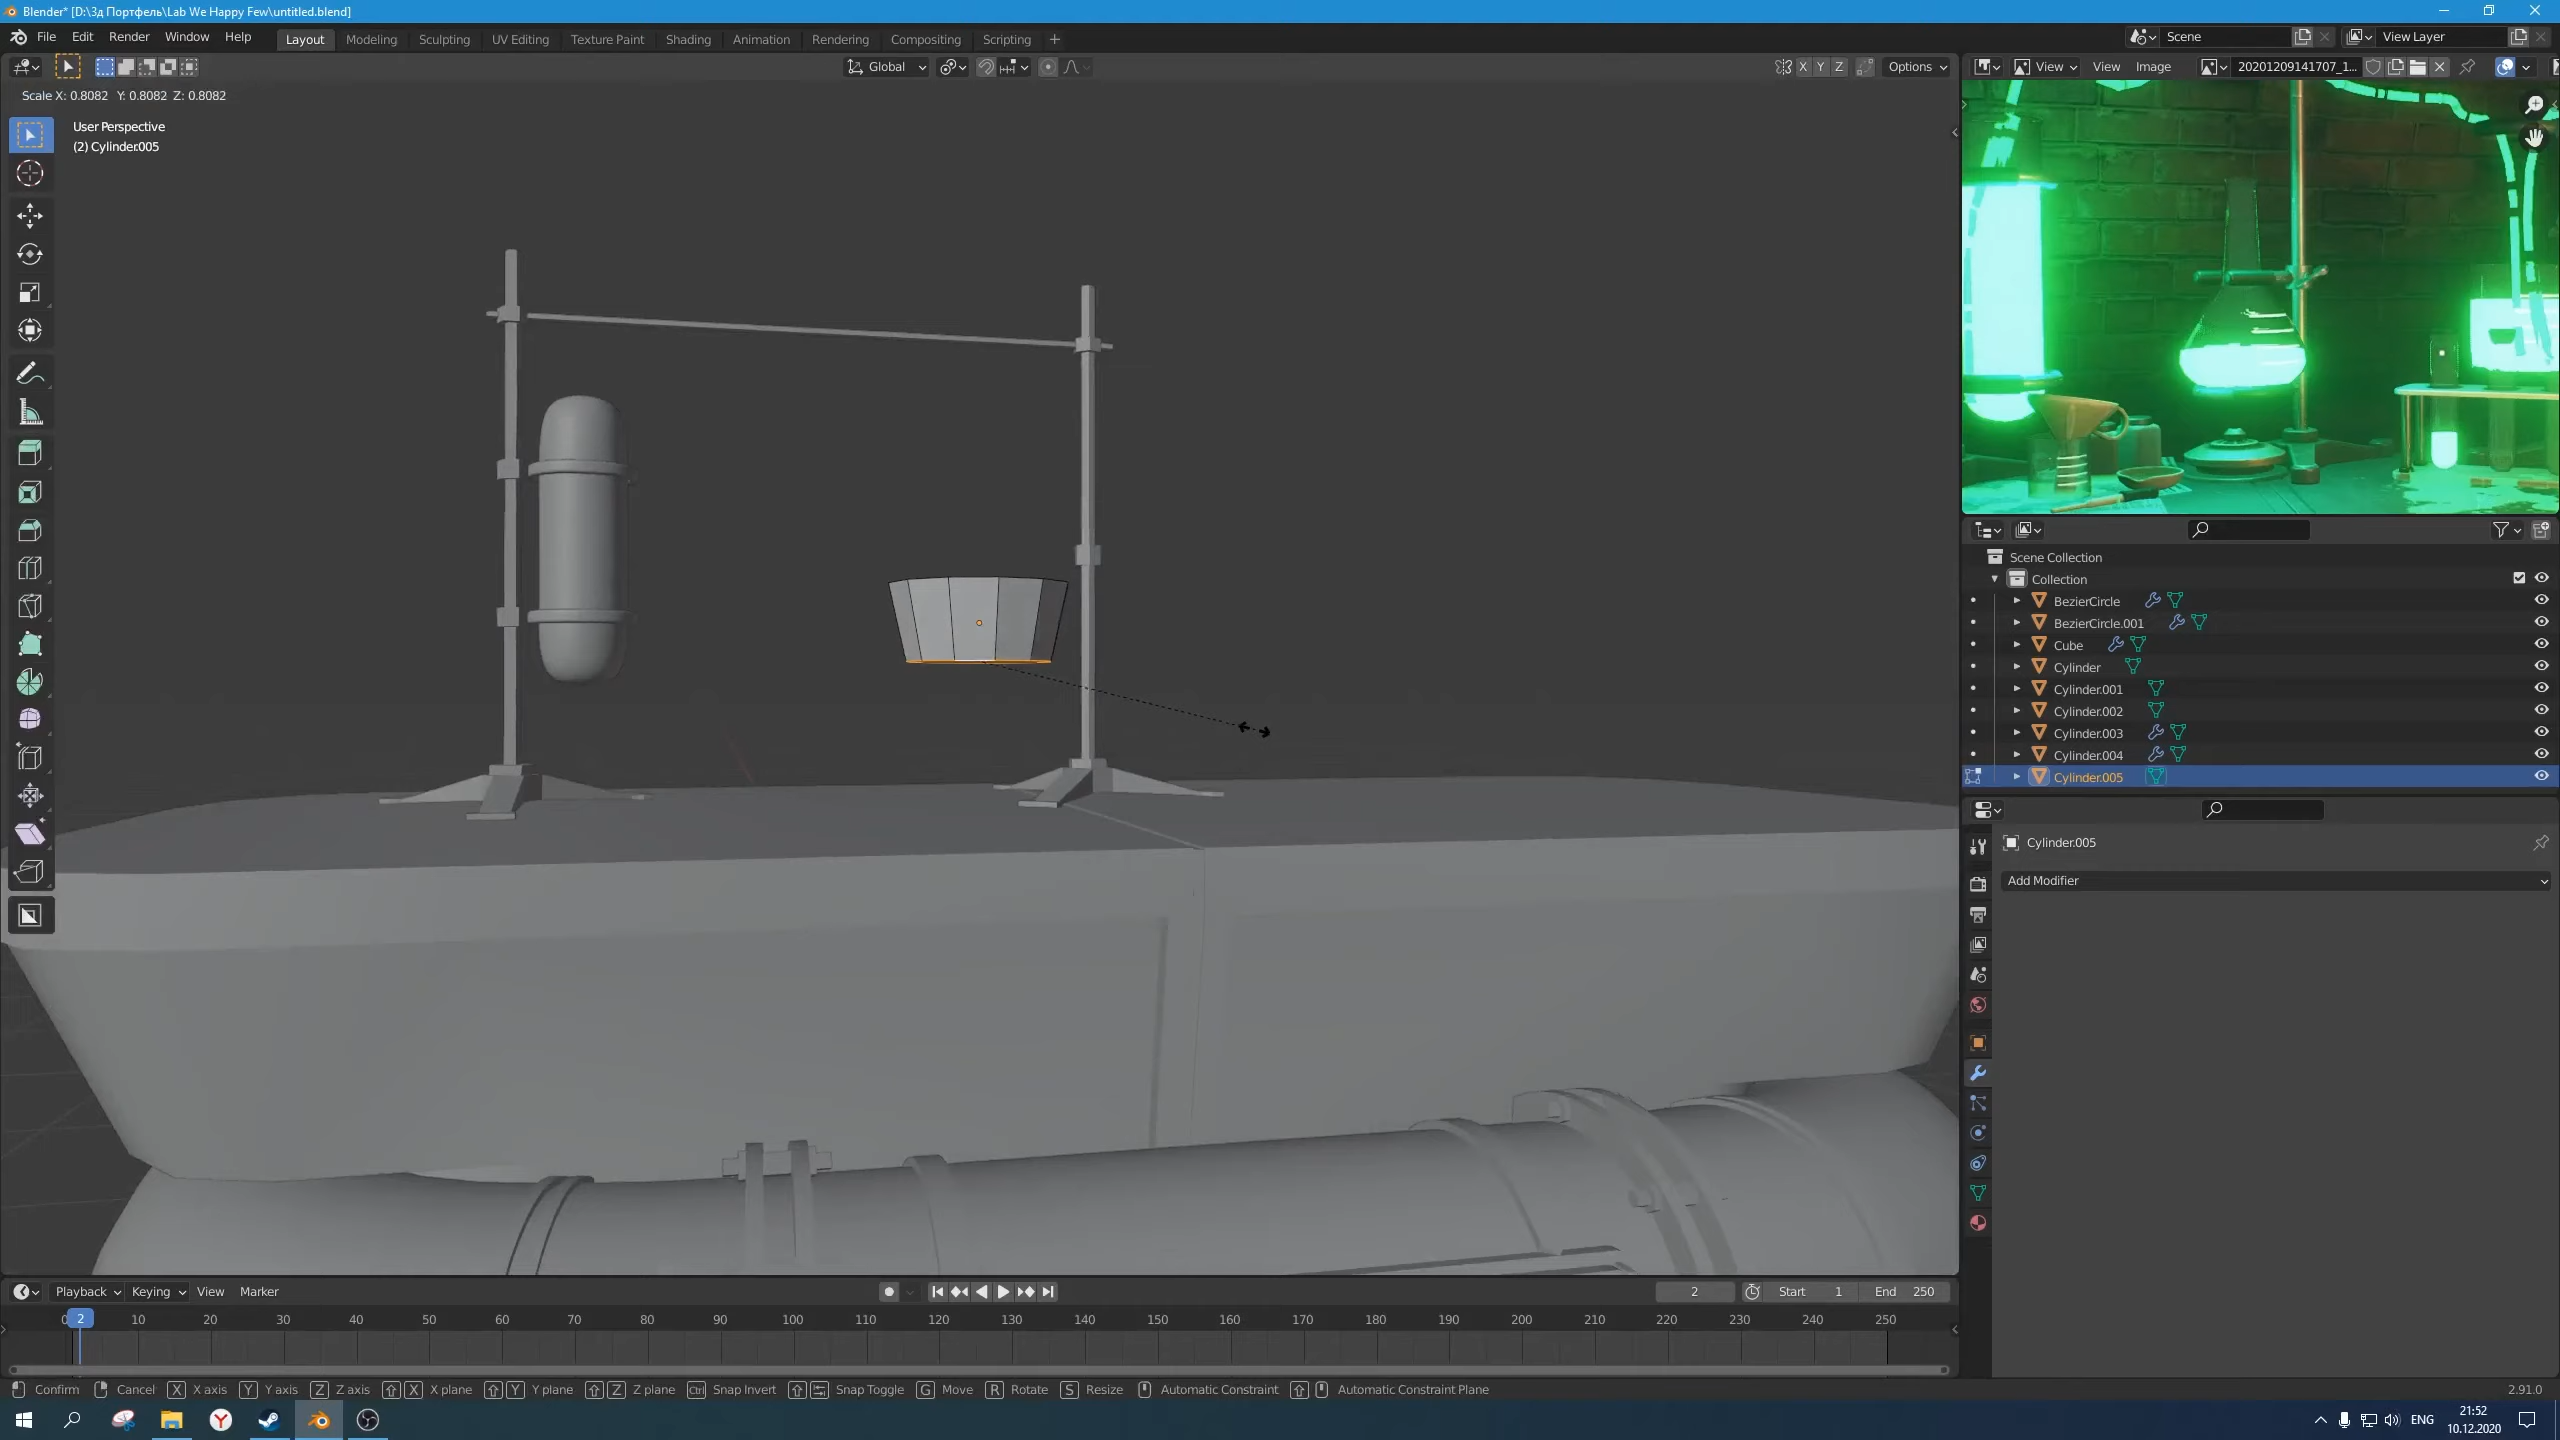 Blender* [D:\3д Портфель\Lab We Happy Few\untitled.blend]
File Edit Render Window Help Layout Modeling Sculpting UV Editing Texture Paint Shading Animation Rendering Compositing Scripting + Scene View Layer
Global X Y Z Options View View Image 20201209141707_1...
Scale X: 0.8082 Y: 0.8082 Z: 0.8082
User Perspective
(2) Cylinder.005
Scene Collection
Collection
BezierCircle
BezierCircle.001
Cube
Cylinder
Cylinder.001
Cylinder.002
Cylinder.003
Cylinder.004
Cylinder.005
Cylinder.005
Add Modifier
Playback Keying View Marker 2 Start 1 End 250
0 2 10 20 30 40 50 60 70 80 90 100 110 120 130 140 150 160 170 180 190 200 210 220 230 240 250
Confirm Cancel X X axis Y Y axis Z Z axis X X plane Y Y plane Z Z plane Ctrl Snap Invert Snap Toggle G Move R Rotate S Resize Automatic Constraint Automatic Constraint Plane 2.91.0
ENG 21:52
10.12.2020